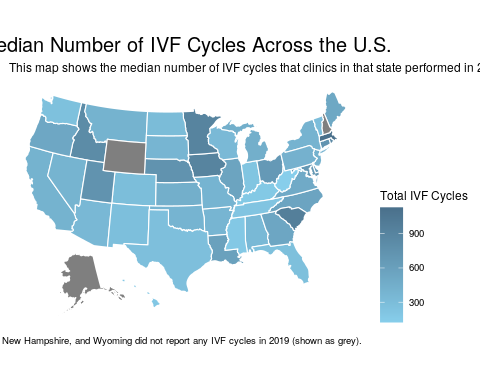 edian Number of IVF Cycles Across the U.S.
This map shows the median number of IVF cycles that clinics in that state performed in 2
Total IVF Cycles
900
600
300
New Hampshire, and Wyoming did not report any IVF cycles in 2019 (shown as grey).